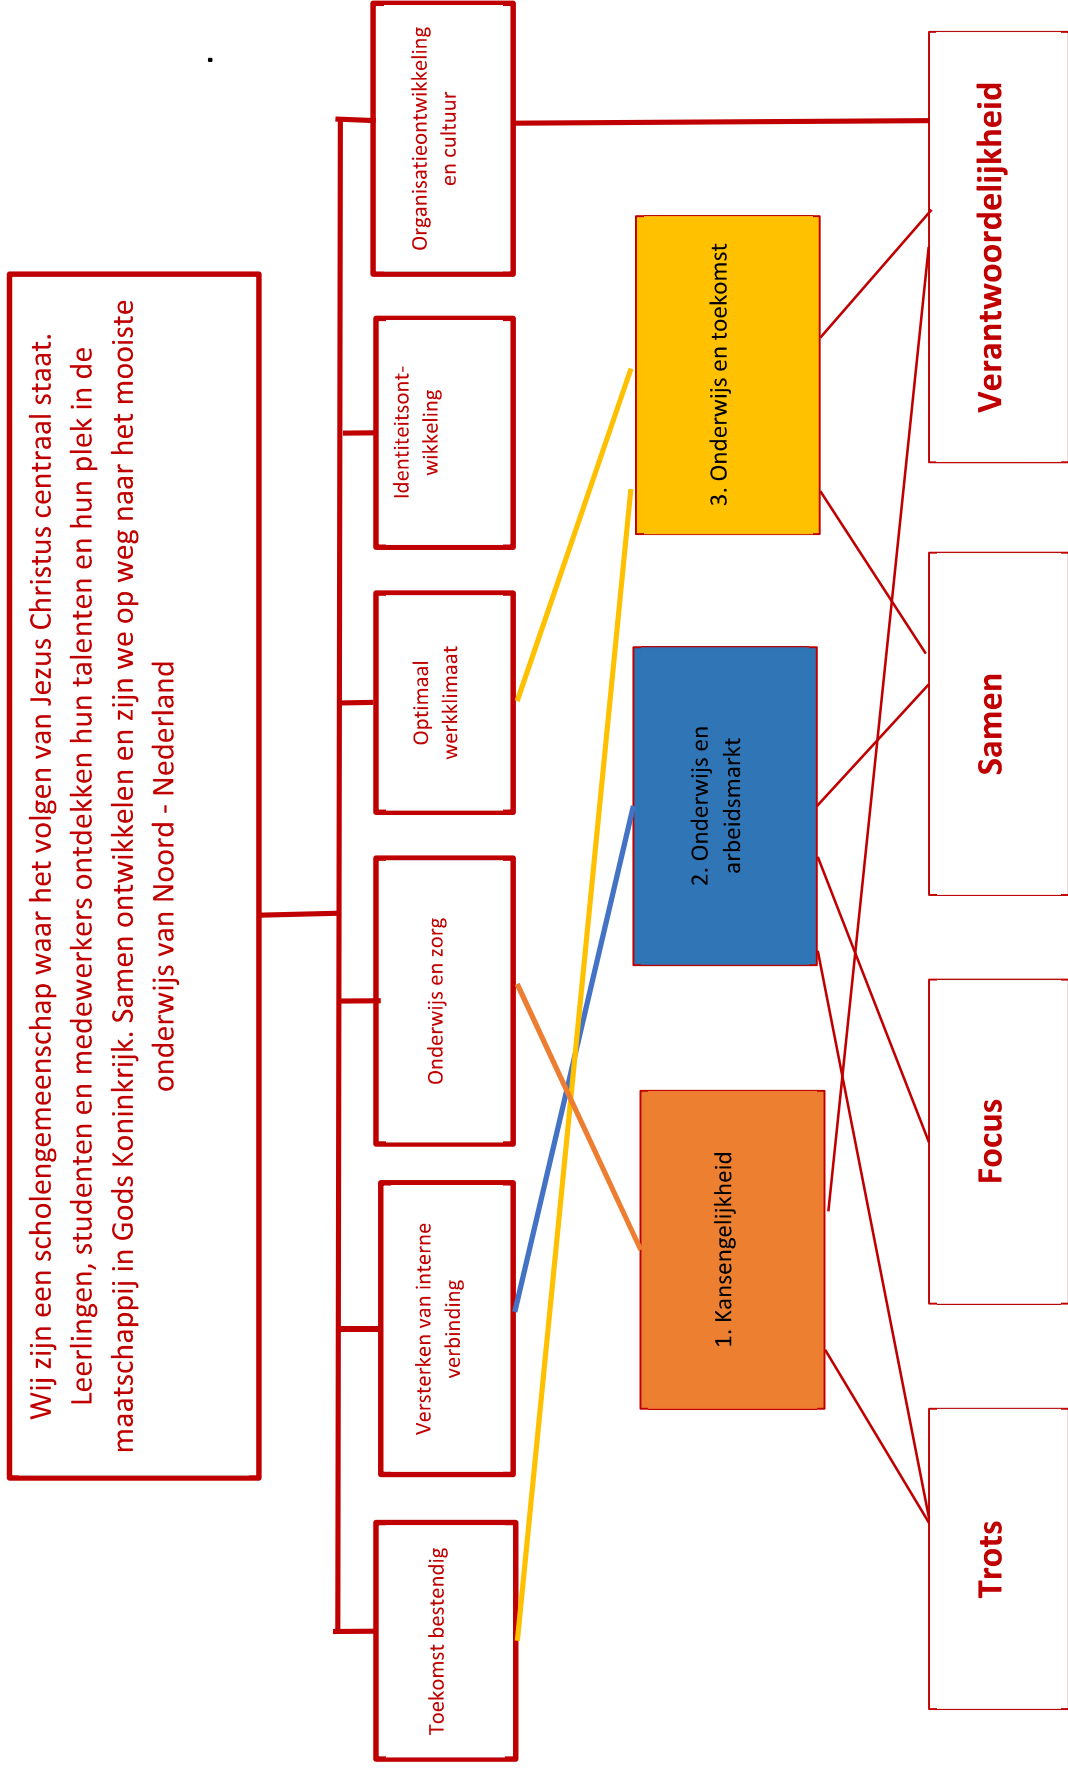 Wij zijn een scholengemeenschap waar het volgen van Jezus Christus centraal staat.
Leerlingen, studenten en medewerkers ontdekken hun talenten en hun plek in de
maatschappij in Gods Koninkrijk. Samen ontwikkelen en zijn we op weg naar het mooiste
onderwijs van Noord - Nederland
Toekomst bestendig
Versterken van interne
verbinding
Onderwijs en zorg
Optimaal
werkklimaat
Identiteitsont-
wikkeling
Organisatieontwikkeling
en cultuur
1. Kansengelijkheid
2. Onderwijs en
arbeidsmarkt
3. Onderwijs en toekomst
Trots
Focus
Samen
Verantwoordelijkheid